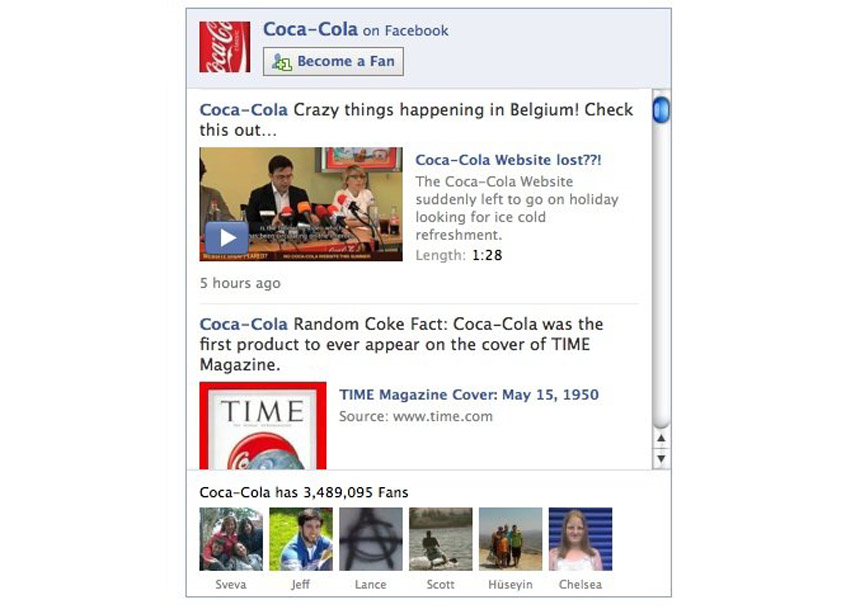 Coca-Cola on Facebook
Become a Fan
Coca-Cola Crazy things happening in Belgium! Check
this out...
Coca-Cola Website lost??!
The Coca-Cola Website
suddenly left to go on holiday
looking for ice cold
refreshment.
Length: 1:28
5 hours ago
Coca-Cola Random Coke Fact: Coca-Cola was the
first product to ever appear on the cover of TIME
Magazine.
TIME
TIME Magazine Cover: May 15, 1950
Source: www.time.com
Coca-Cola has 3,489,095 Fans
Sveva Jeff Lance Scott Hüseyin Chelsea